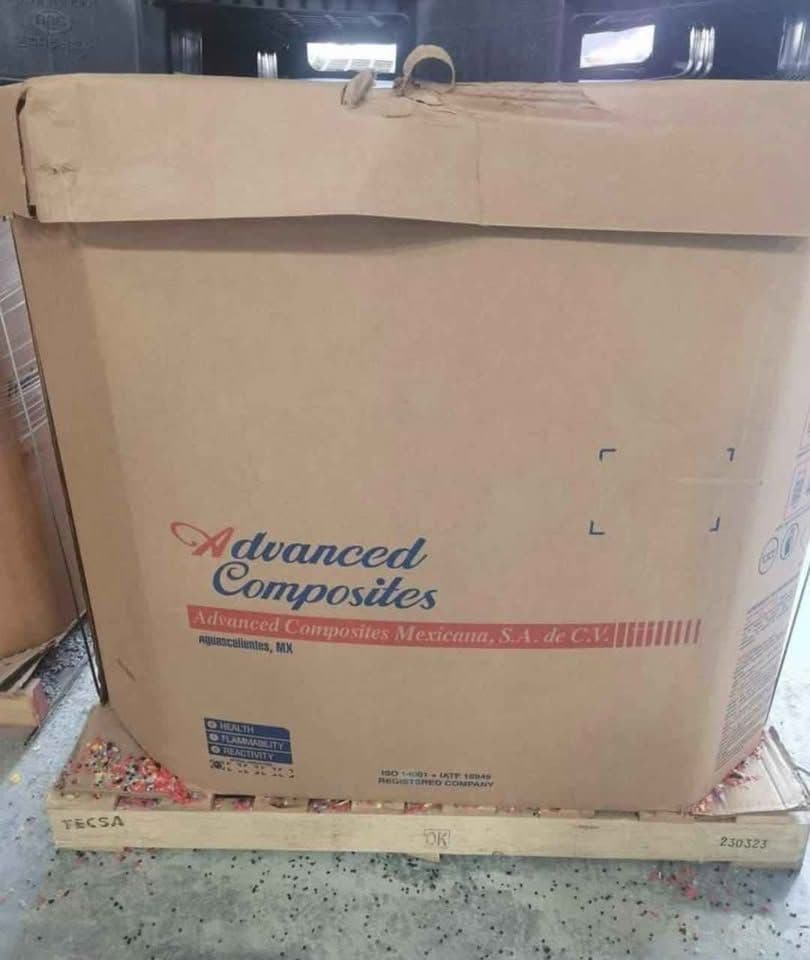 Advanced
Composites
Advanced Composites Mexicana, S.A. de C.V.
Aguascalientes, MX
HEALTH
FLAMMABILITY
REACTIVITY
ISO 14001 • IATF 16949
REGISTERED COMPANY
TECSA
OK
230323